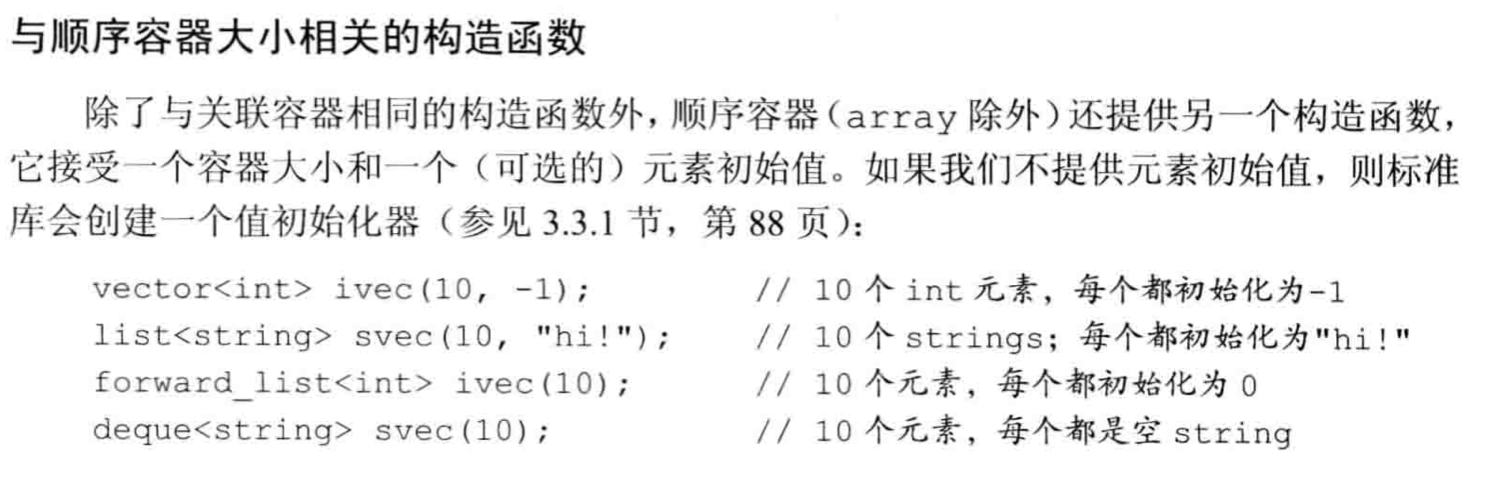 与顺序容器大小相关的构造函数
除了与关联容器相同的构造函数外，顺序容器（array 除外）还提供另一个构造函数，
它接受一个容器大小和一个（可选的）元素初始值。如果我们不提供元素初始值，则标准
库会创建一个值初始化器（参见 3.3.1 节，第 88 页）：
vector<int> ivec(10, -1); // 10 个 int 元素，每个都初始化为-1
list<string> svec(10, "hi!"); // 10 个 strings；每个都初始化为"hi!"
forward_list<int> ivec(10); // 10 个元素，每个都初始化为 0
deque<string> svec(10); // 10 个元素，每个都是空 string